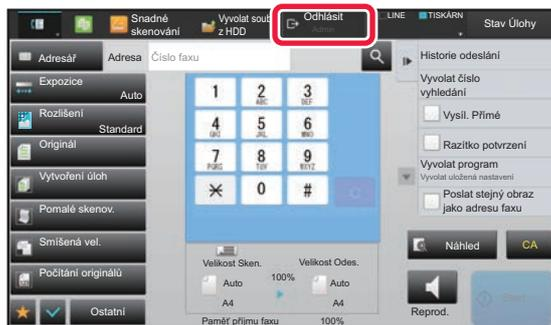 Snadné
skenování
Vyvolat soub
z HDD
Odhlásit
Admin
LINE
TISKÁRN
Stav Úlohy
Adresář
Adresa
Číslo faxu
Historie odeslání
Expozice
Auto
Vyvolat číslo
vyhledání
Rozlišení
Standard
Vysíl. Přímé
Originál
Razítko potvrzení
Vytvoření úloh
Vyvolat program
Vyvolat uložená nastavení
Pomalé skenov.
Poslat stejný obraz
jako adresu faxu
Smíšená vel.
Náhled
CA
Počítání originálů
Ostatní
1
2
ABC
3
DEF
4
GHI
5
JKL
6
MNO
7
PQRS
8
TUV
9
WXYZ
0
#
Velikost Sken.
Velikost Odes.
Auto
100%
Auto
A4
A4
Paměť příjmu faxu
100%
Reprod.
Start